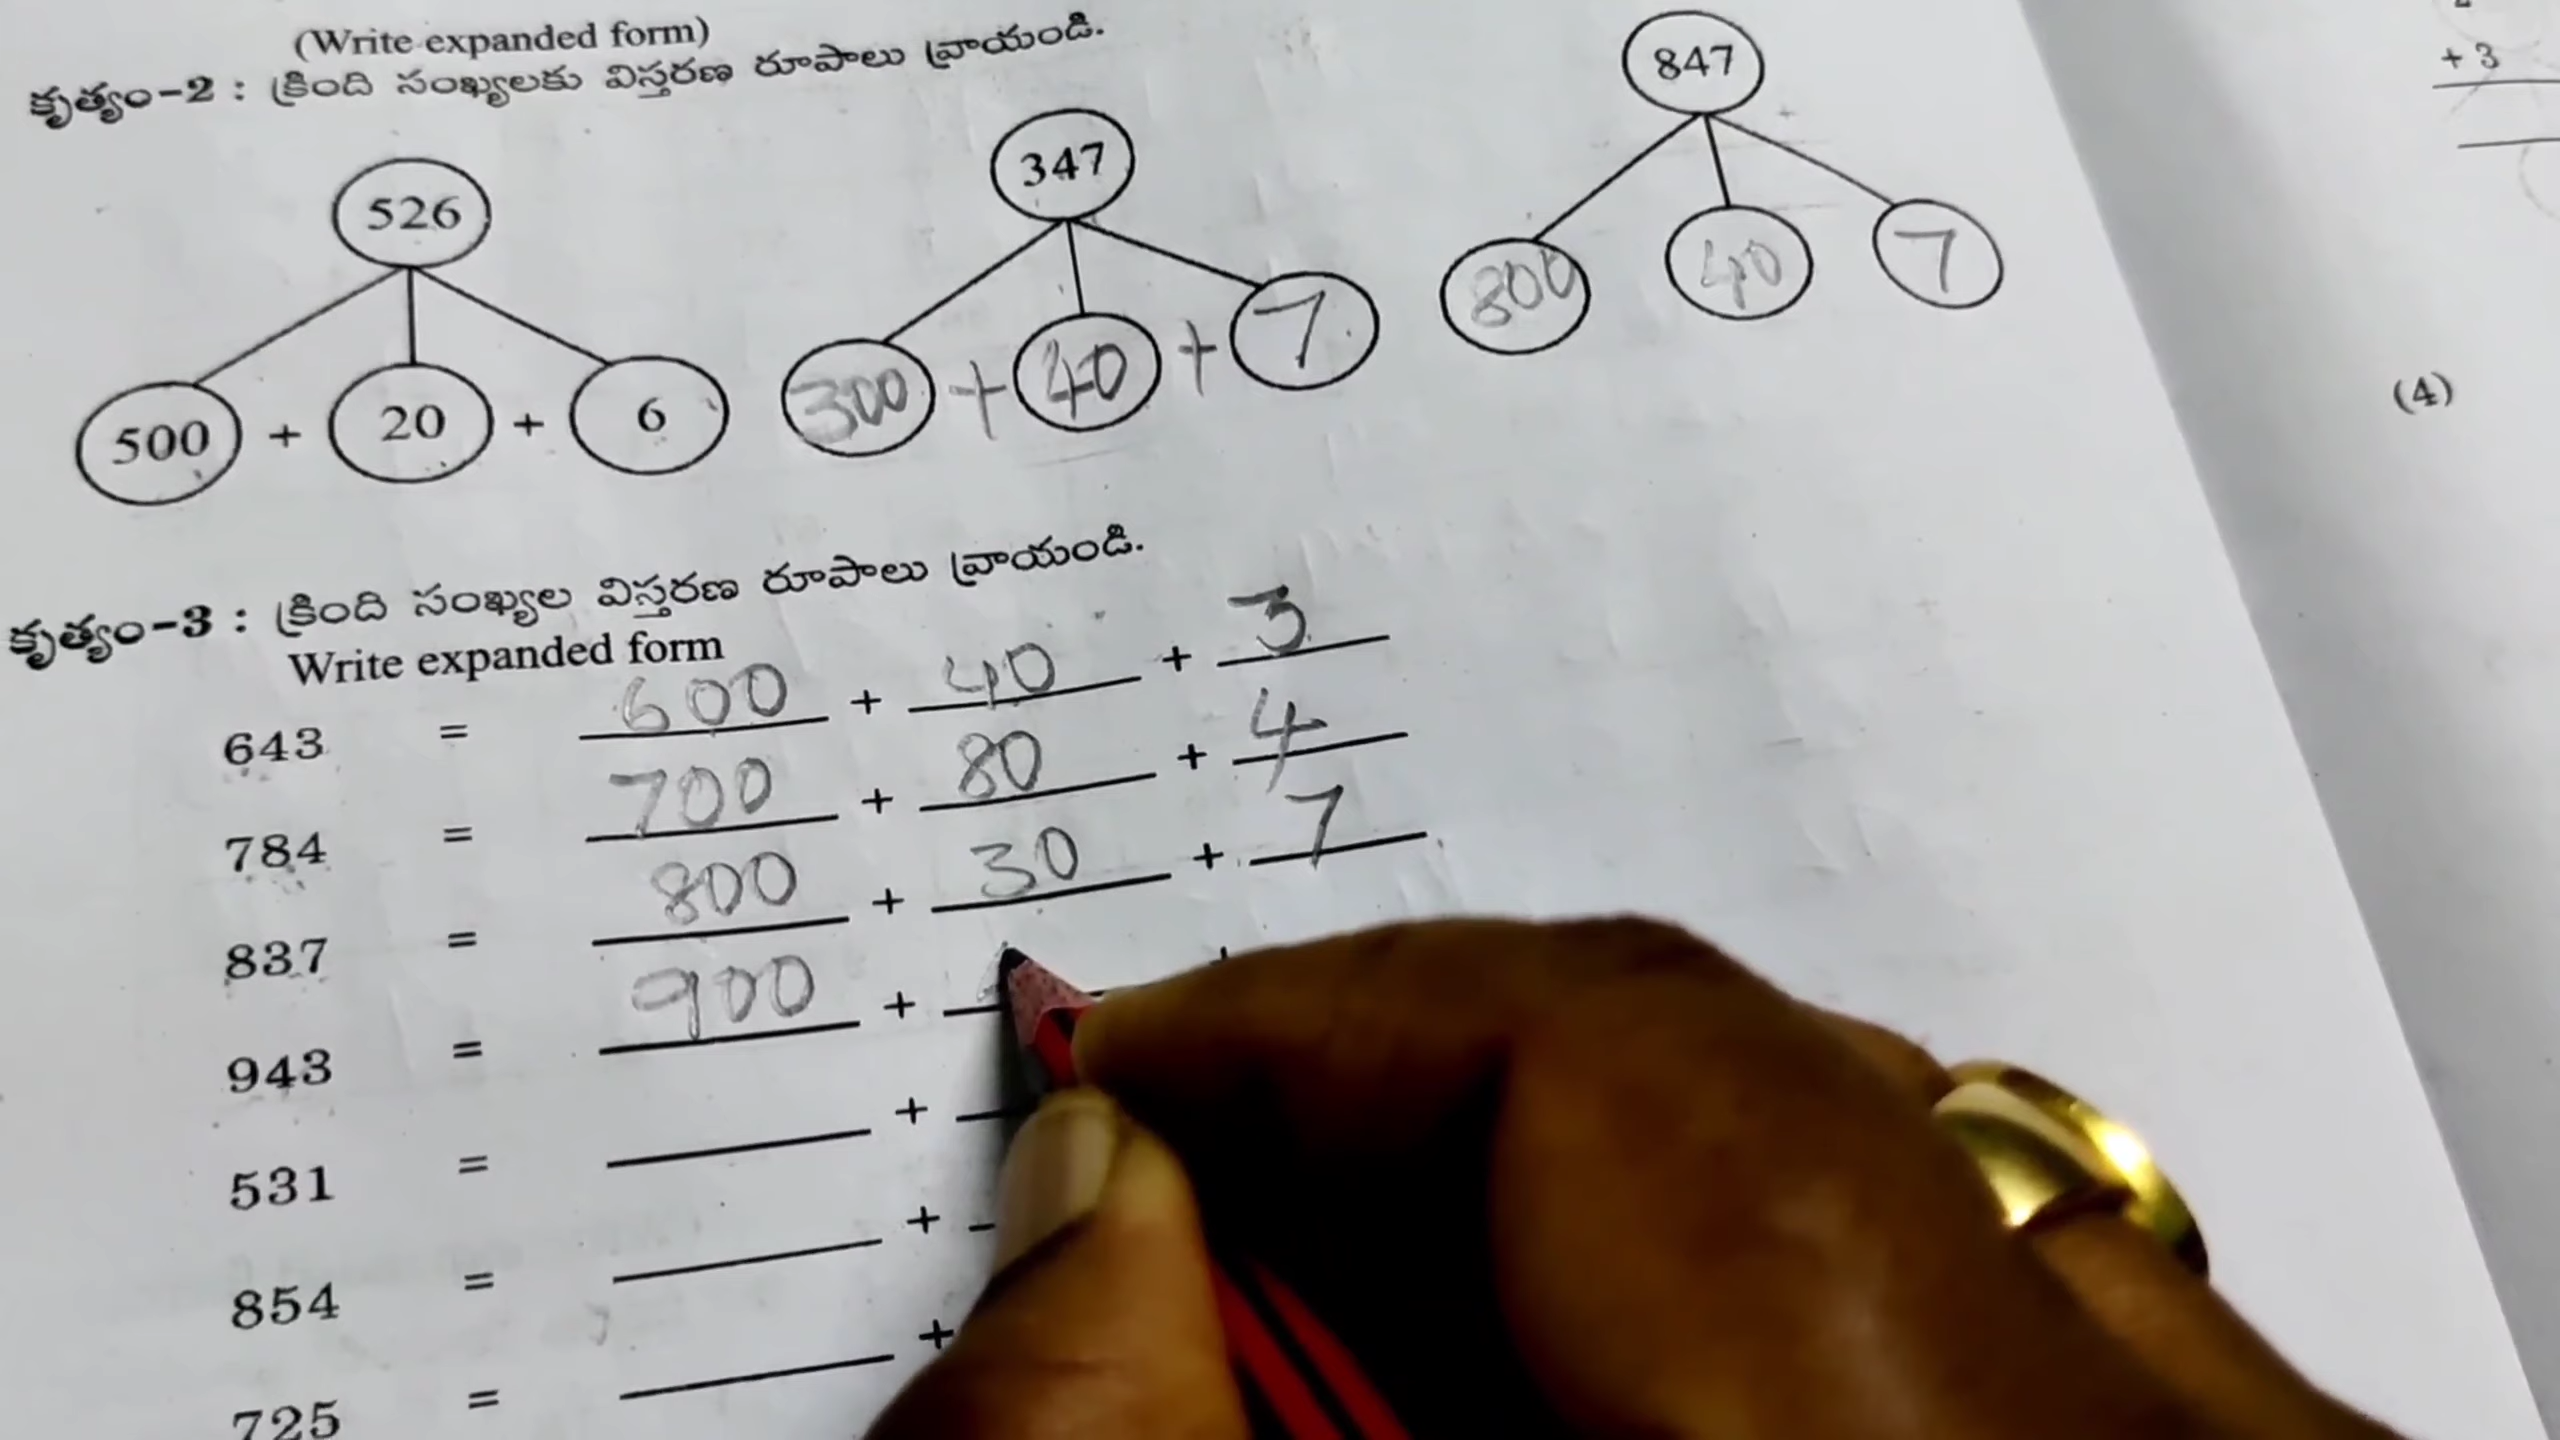 (Write expanded form)
కృత్యం-2 : క్రింది సంఖ్యలకు విస్తరణ రూపాలు వ్రాయండి.
526
500 + 20 + 6
347
300 + 40 + 7
847
800 40 7
కృత్యం-3 : క్రింది సంఖ్యల విస్తరణ రూపాలు వ్రాయండి.
Write expanded form
643 = 600 + 40 + 3
784 = 700 + 80 + 4
837 = 800 + 30 + 7
943 = 900 +
531 = +
854 = +
725 = +
+ 3
(4)